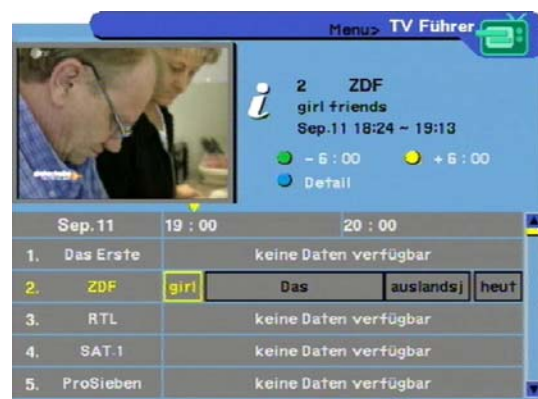 Menu> TV Führer
ZDF
2 ZDF
girl friends
Sep.11 18:24 ~ 19:13
- 6 : 00 + 6 : 00
Detail
Sep.11 19 : 00 20 : 00
1. Das Erste keine Daten verfügbar
2. ZDF girl Das auslandsj heut
3. RTL keine Daten verfügbar
4. SAT.1 keine Daten verfügbar
5. ProSieben keine Daten verfügbar